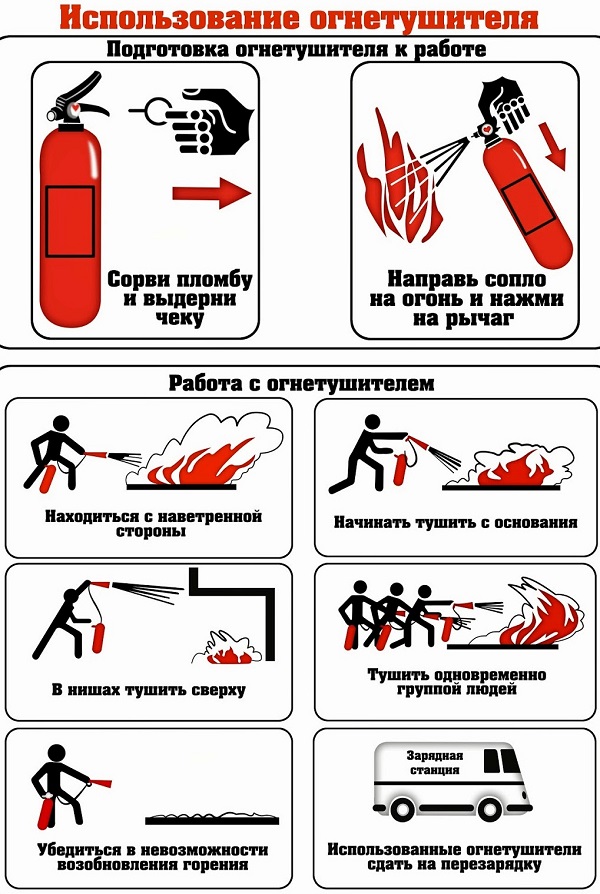 Использование огнетушителя
Подготовка огнетушителя к работе
Сорви пломбу
и выдерни
чеку
Направь сопло
на огонь и нажми
на рычаг
Работа с огнетушителем
Находиться с наветренной
стороны
Начинать тушить с основания
В нишах тушить сверху
Тушить одновременно
группой людей
Убедиться в невозможности
возобновления горения
Зарядная
станция
Использованные огнетушители
сдать на перезарядку